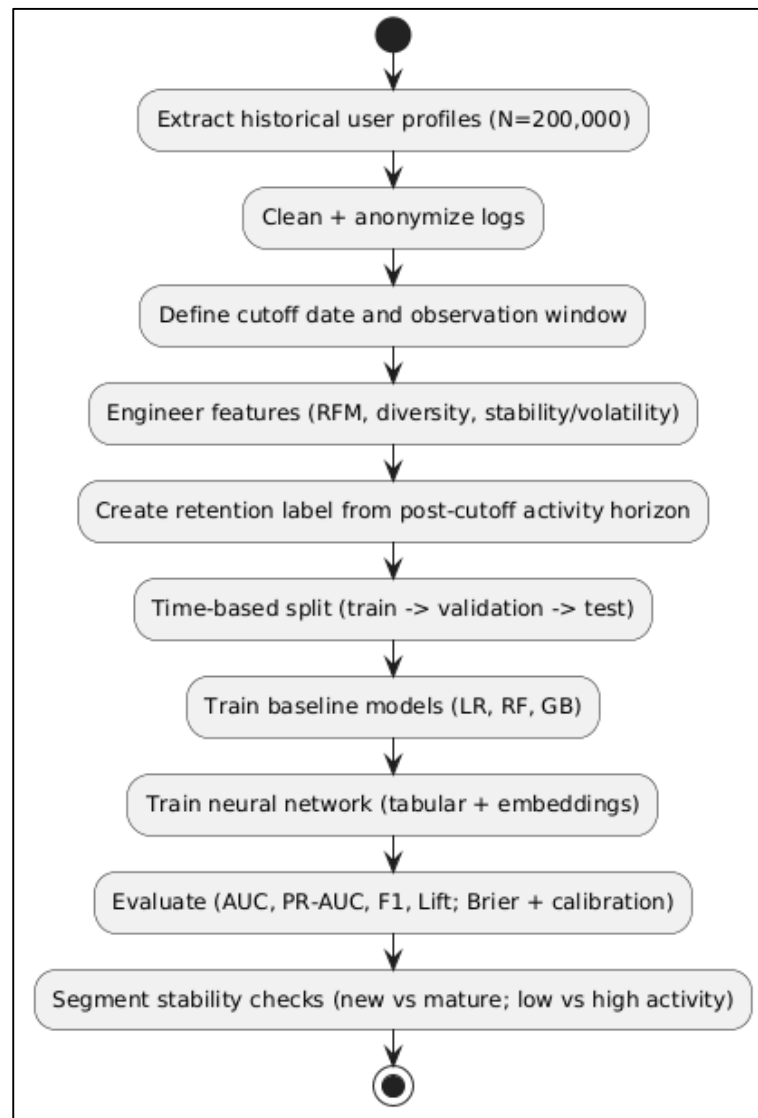 Extract historical user profiles (N=200,000)
Clean + anonymize logs
Define cutoff date and observation window
Engineer features (RFM, diversity, stability/volatility)
Create retention label from post-cutoff activity horizon
Time-based split (train -> validation -> test)
Train baseline models (LR, RF, GB)
Train neural network (tabular + embeddings)
Evaluate (AUC, PR-AUC, F1, Lift; Brier + calibration)
Segment stability checks (new vs mature; low vs high activity)